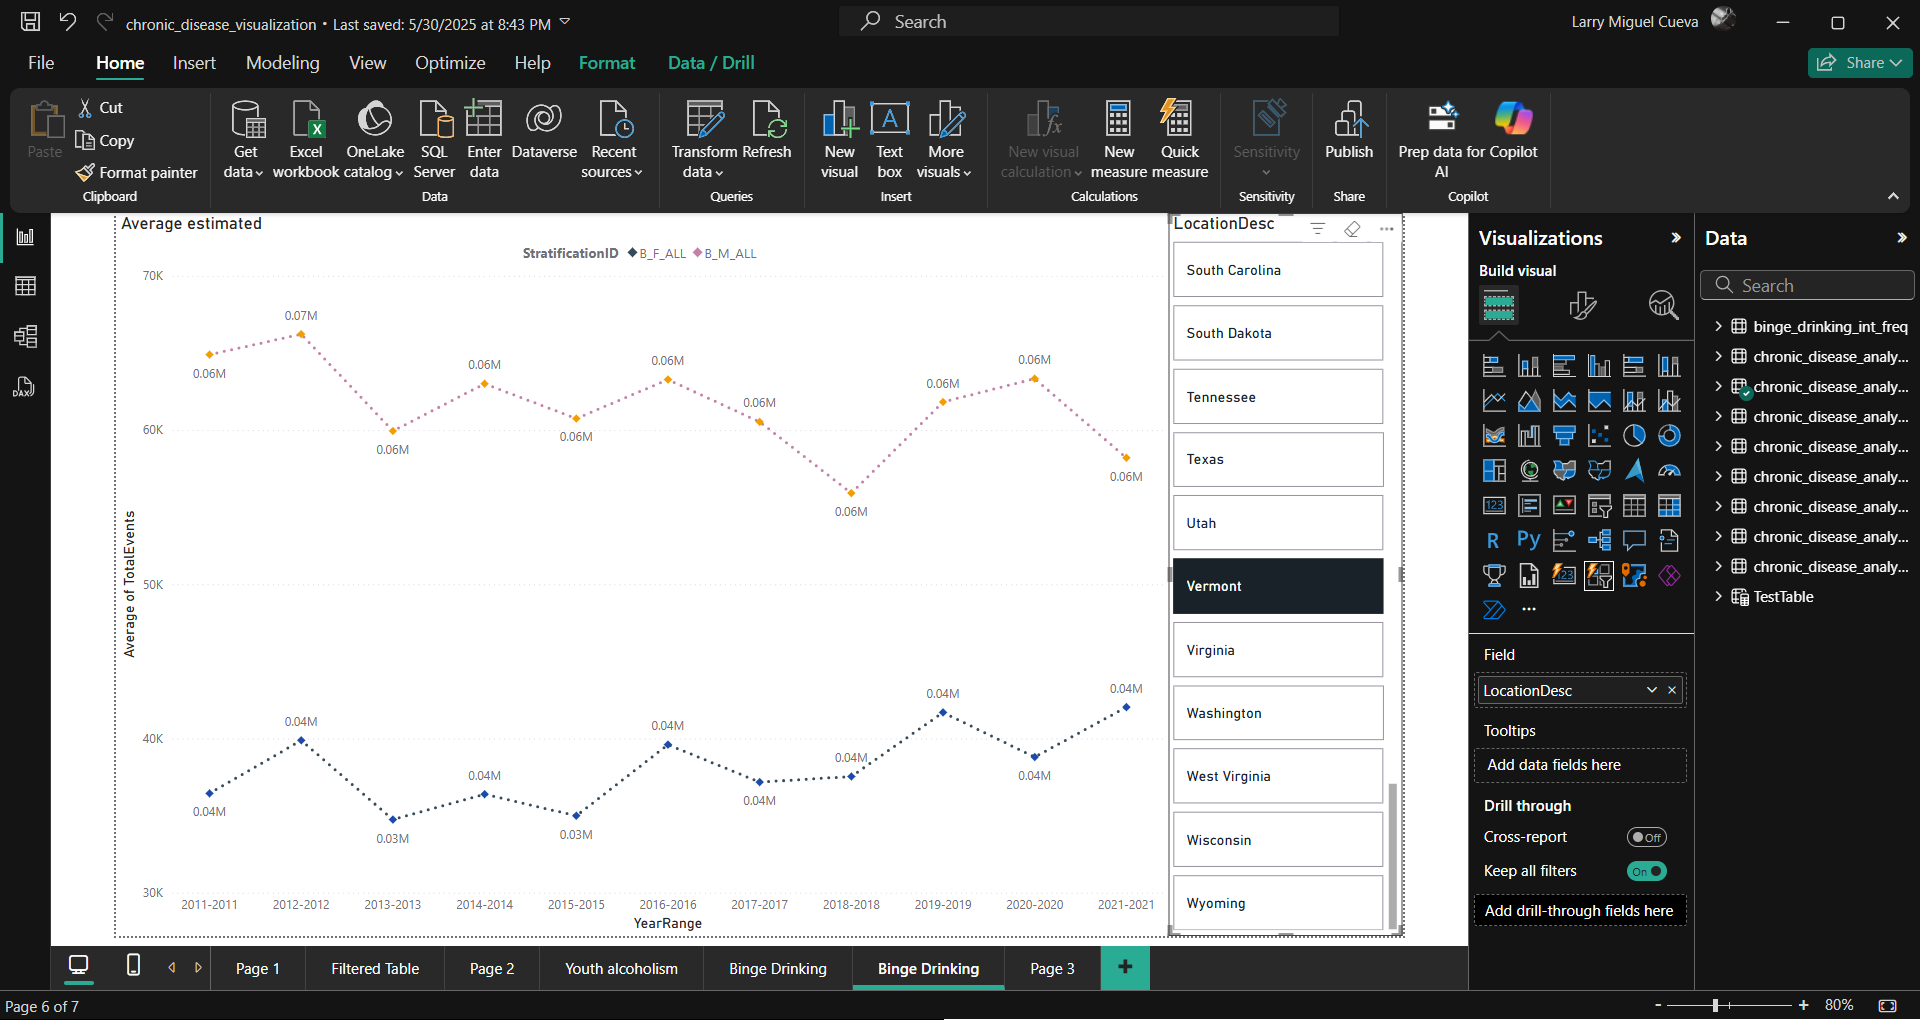 chronic_disease_visualization • Last saved: 5/30/2025 at 8:43 PM
Search
Larry Miguel Cueva
File Home Insert Modeling View Optimize Help Format Data / Drill
Share
Paste
Cut
Copy
Format painter
Clipboard
Get data
Excel workbook
OneLake catalog
SQL Server
Enter data
Dataverse
Recent sources
Data
Transform data
Refresh
Queries
New visual
Text box
More visuals
Insert
New visual calculation
New measure
Quick measure
Calculations
Sensitivity
Sensitivity
Publish
Share
Prep data for AI
Copilot
Copilot
Average estimated
StratificationID B_F_ALL B_M_ALL
70K
60K
50K
40K
30K
Average of TotalEvents
0.06M
0.07M
0.06M
0.06M
0.06M
0.06M
0.06M
0.06M
0.06M
0.06M
0.06M
0.04M
0.04M
0.03M
0.04M
0.03M
0.04M
0.04M
0.04M
0.04M
0.04M
0.04M
2011-2011 2012-2012 2013-2013 2014-2014 2015-2015 2016-2016 2017-2017 2018-2018 2019-2019 2020-2020 2021-2021
YearRange
LocationDesc
South Carolina
South Dakota
Tennessee
Texas
Utah
Vermont
Virginia
Washington
West Virginia
Wisconsin
Wyoming
Visualizations
Build visual
R Py
Field
LocationDesc
Tooltips
Add data fields here
Drill through
Cross-report Off
Keep all filters On
Add drill-through fields here
Data
Search
binge_drinking_int_freq
chronic_disease_analy...
chronic_disease_analy...
chronic_disease_analy...
chronic_disease_analy...
chronic_disease_analy...
chronic_disease_analy...
chronic_disease_analy...
chronic_disease_analy...
TestTable
Page 1 Filtered Table Page 2 Youth alcoholism Binge Drinking Binge Drinking Page 3 +
Page 6 of 7
- + 80%